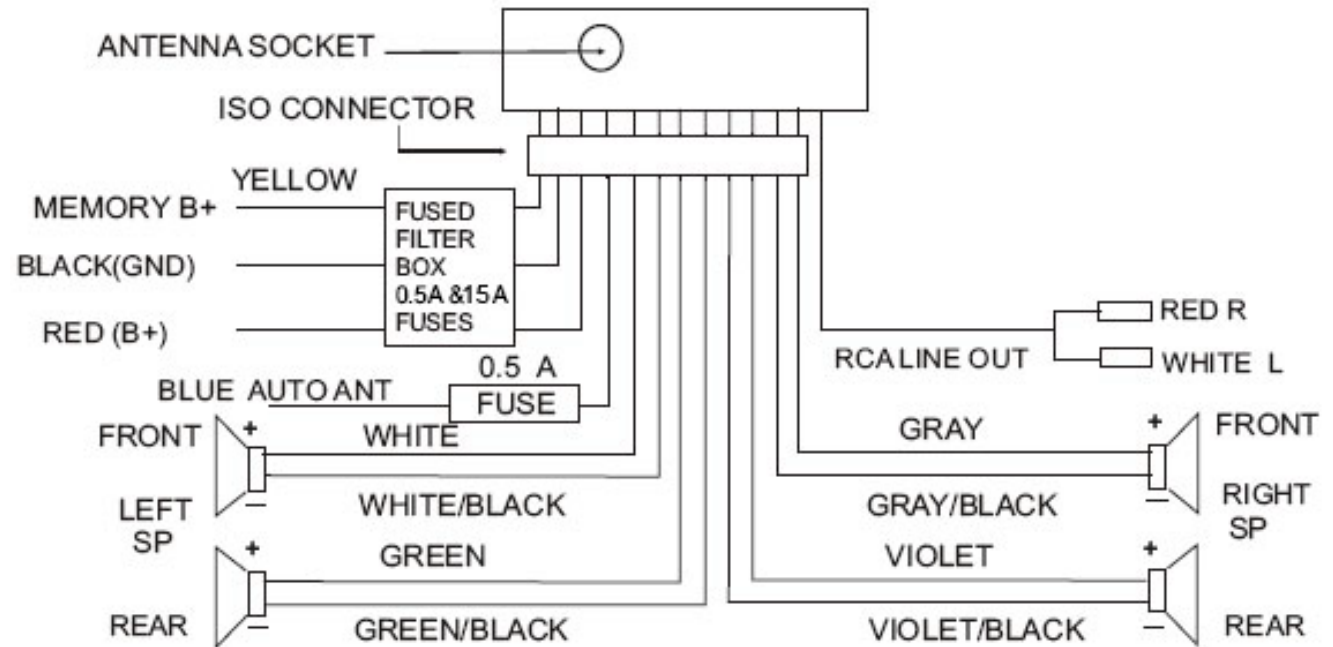 ANTENNA SOCKET
ISO CONNECTOR
YELLOW
MEMORY B+
BLACK(GND)
RED (B+)
FUSED
FILTER
BOX
0.5A &15A
FUSES
0.5 A
FUSE
BLUE AUTO ANT
RCA LINE OUT
RED R
WHITE L
FRONT
LEFT
SP
+
WHITE
–
WHITE/BLACK
+
GREEN
REAR
–
GREEN/BLACK
GRAY
+
FRONT
GRAY/BLACK
–
RIGHT
SP
VIOLET
+
VIOLET/BLACK
–
REAR